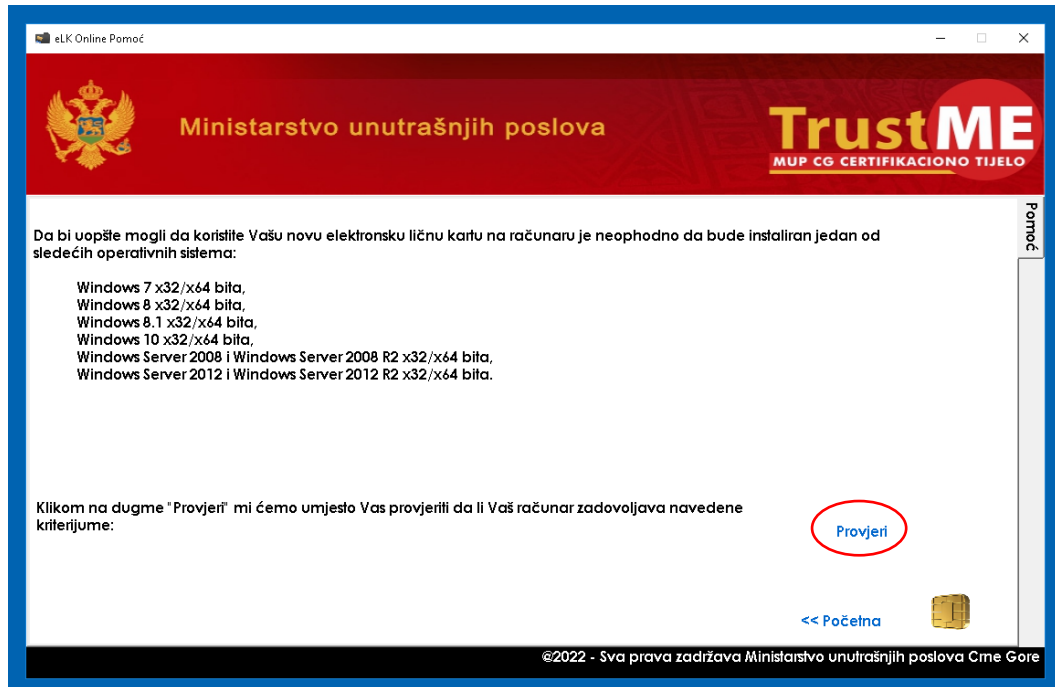 eLK Online Pomoć
Ministarstvo unutrašnjih poslova
TrustME
MUP CG CERTIFIKACIONO TIJELO
Pomoć
Da bi uopšte mogli da koristite Vašu novu elektronsku ličnu kartu na računaru je neophodno da bude instaliran jedan od
sledećih operativnih sistema:
Windows 7 x32/x64 bita,
Windows 8 x32/x64 bita,
Windows 8.1 x32/x64 bita,
Windows 10 x32/x64 bita,
Windows Server 2008 i Windows Server 2008 R2 x32/x64 bita,
Windows Server 2012 i Windows Server 2012 R2 x32/x64 bita.
Klikom na dugme "Provjeri" mi ćemo umjesto Vas provjeriti da li Vaš računar zadovoljava navedene
kriterijume:
Provjeri
<< Početna
@2022 - Sva prava zadržava Ministarstvo unutrašnjih poslova Crne Gore